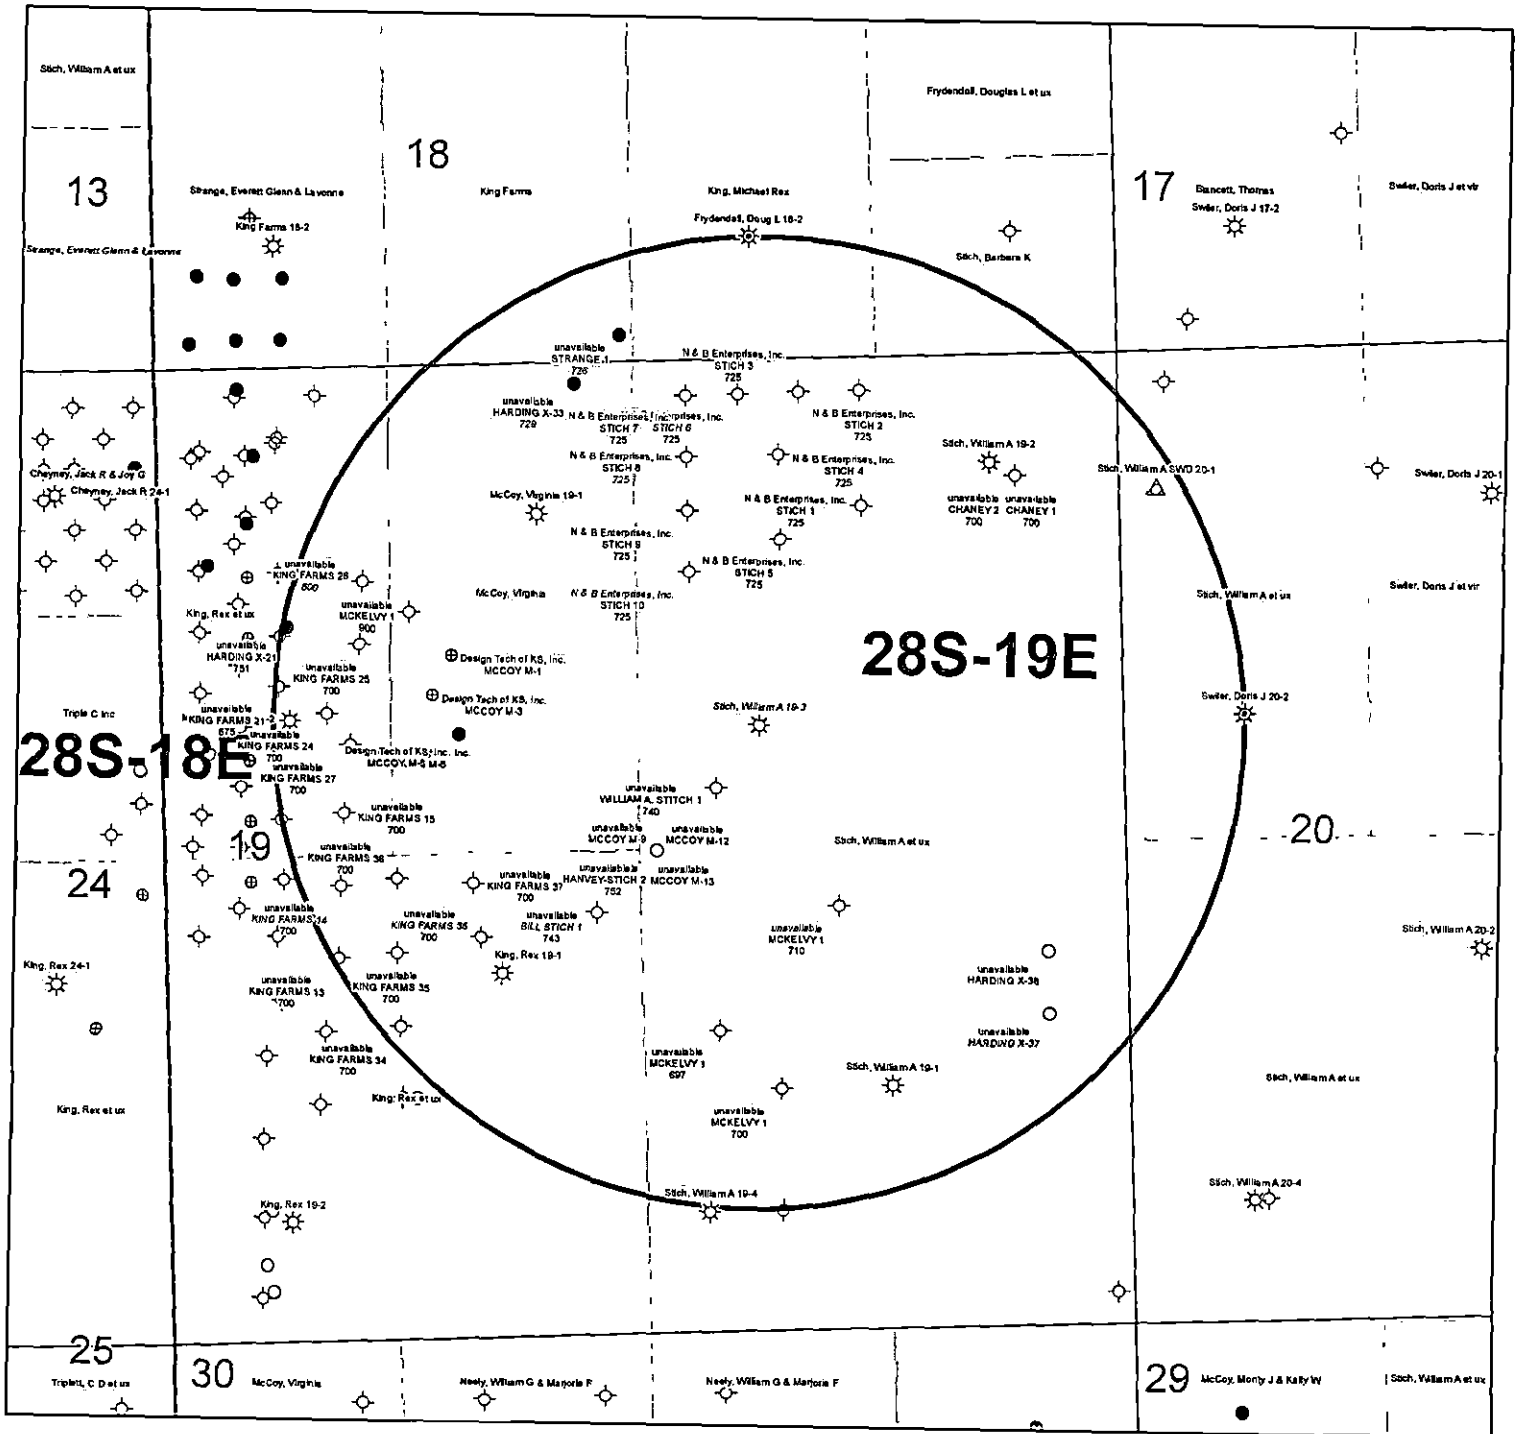 Stich, William A et ux
Frydendall, Douglas L et ux
18
13
17
Strange, Everett Glenn & Lavonne
King Farms
King, Michael Rex
Bancett, Thomas
Swiler, Doris J et vir
Swiler, Doris J 17-2
Frydendall, Doug L 18-2
King Farms 18-2
Strange, Everett Glenn & Lavonne
Stich, Barbara K
unavailable
STRANGE 1
726
N & B Enterprises, Inc.
STICH 3
725
unavailable
HARDING X-33
729
N & B Enterprises, Inc.
STICH 7
725
STICH 6
725
N & B Enterprises, Inc.
STICH 2
725
Stich, William A 19-2
N & B Enterprises, Inc.
STICH 8
725
N & B Enterprises, Inc.
STICH 4
725
Stich, William A SWD 20-1
Swiler, Doris J 20-1
Cheyney, Jack R & Joy G
Cheyney, Jack R 24-1
McCoy, Virginia 19-1
N & B Enterprises, Inc.
STICH 1
725
unavailable
CHANEY 2
700
unavailable
CHANEY 1
700
N & B Enterprises, Inc.
STICH 9
725
N & B Enterprises, Inc.
STICH 5
725
unavailable
KING FARMS 26
600
McCoy, Virginia
N & B Enterprises, Inc.
STICH 10
725
Stich, William A et ux
Swiler, Doris J et vir
King, Rex et ux
unavailable
MCKELVY 1
900
unavailable
HARDING X-21
751
28S-19E
Design Tech of KS, Inc.
MCCOY M-1
unavailable
KING FARMS 25
700
Design Tech of KS, Inc.
MCCOY M-3
Swiler, Doris J 20-2
Triple C Inc
unavailable
KING FARMS 21
675
Stich, William A 19-3
28S-18E
unavailable
KING FARMS 24
700
Design Tech of KS, Inc. Inc.
MCCOY, M-6 M-5
unavailable
KING FARMS 27
700
unavailable
WILLIAM A. STITCH 1
740
unavailable
KING FARMS 15
700
unavailable
MCCOY M-9
unavailable
MCCOY M-12
Stich, William A et ux
20
19
unavailable
KING FARMS 36
700
24
unavailable
KING FARMS 37
700
unavailable
HANVEY-STICH 2
752
unavailable
MCCOY M-13
unavailable
KING FARMS 14
700
unavailable
KING FARMS 35
700
unavailable
BILL STICH 1
743
unavailable
MCKELVY 1
710
Stich, William A 20-2
King, Rex 24-1
King, Rex 19-1
unavailable
HARDING X-38
unavailable
KING FARMS 13
700
unavailable
KING FARMS 35
700
unavailable
HARDING X-37
unavailable
KING FARMS 34
700
unavailable
MCKELVY 1
697
Stich, William A 19-1
Stich, William A et ux
King, Rex et ux
King, Rex et ux
unavailable
MCKELVY 1
700
Stich, William A 19-4
Stich, William A 20-4
King, Rex 19-2
25
30
29
Triplett, C D et ux
McCoy, Virginia
Neely, William G & Marjorie F
Neely, William G & Marjorie F
McCoy, Monty J & Kally W
Stich, William A et ux